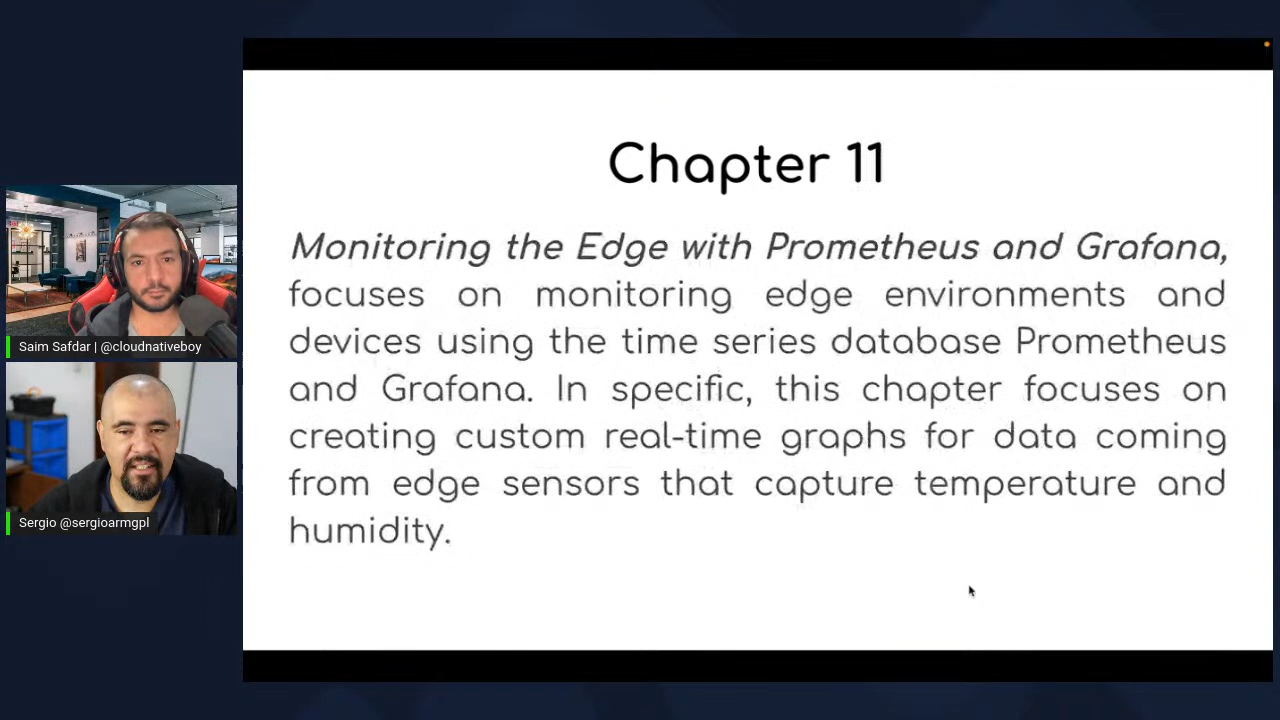 Chapter 11
Monitoring the Edge with Prometheus and Grafana,
focuses on monitoring edge environments and
devices using the time series database Prometheus
and Grafana. In specific, this chapter focuses on
creating custom real-time graphs for data coming
from edge sensors that capture temperature and
humidity.
Saim Safdar | @cloudnativeboy
Sergio @sergioarmgpl